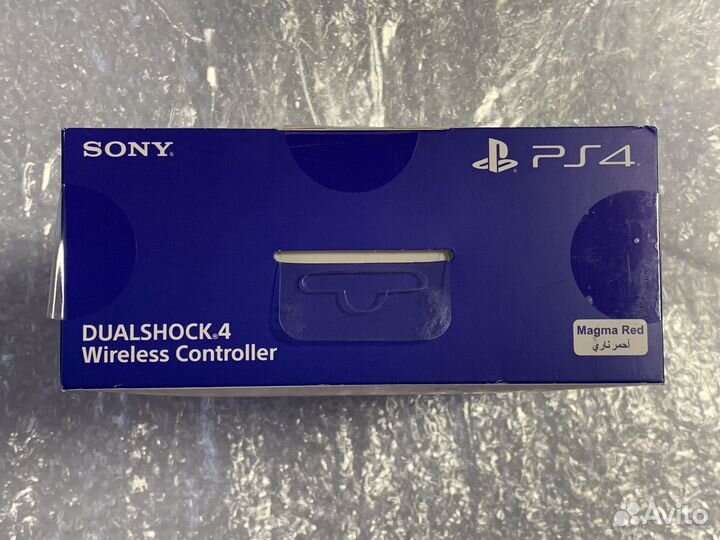 SONY
PS4
DUALSHOCK®4
Wireless Controller
Magma Red
أحمر ناري
Avito